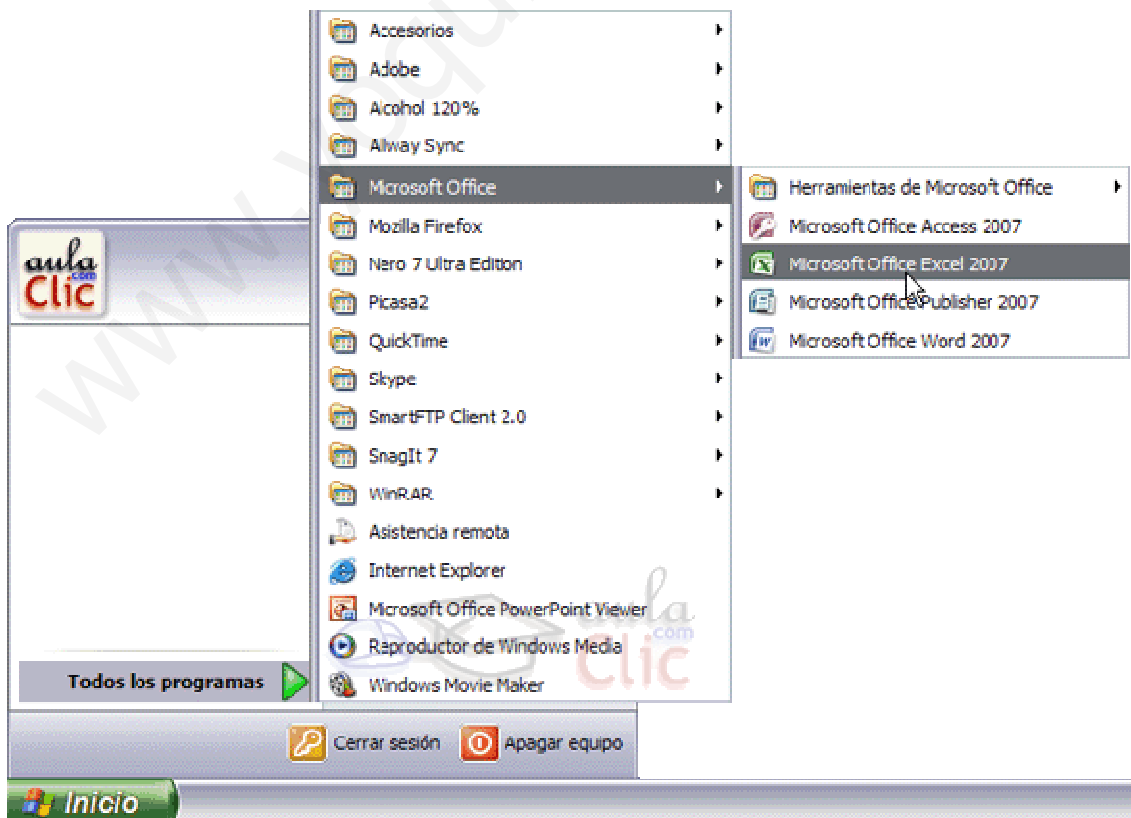 Accesorios
Adobe
Alcohol 120%
Allway Sync
Microsoft Office
Mozilla Firefox
Nero 7 Ultra Edition
Picasa2
QuickTime
Skype
SmartFTP Client 2.0
SnagIt 7
WinRAR
Asistencia remota
Internet Explorer
Microsoft Office PowerPoint Viewer
Reproductor de Windows Media
Windows Movie Maker
Herramientas de Microsoft Office
Microsoft Office Access 2007
Microsoft Office Excel 2007
Microsoft Office Publisher 2007
Microsoft Office Word 2007
aula
.com
Clic
aula
.com
Clic
Todos los programas
Cerrar sesión
Apagar equipo
Inicio